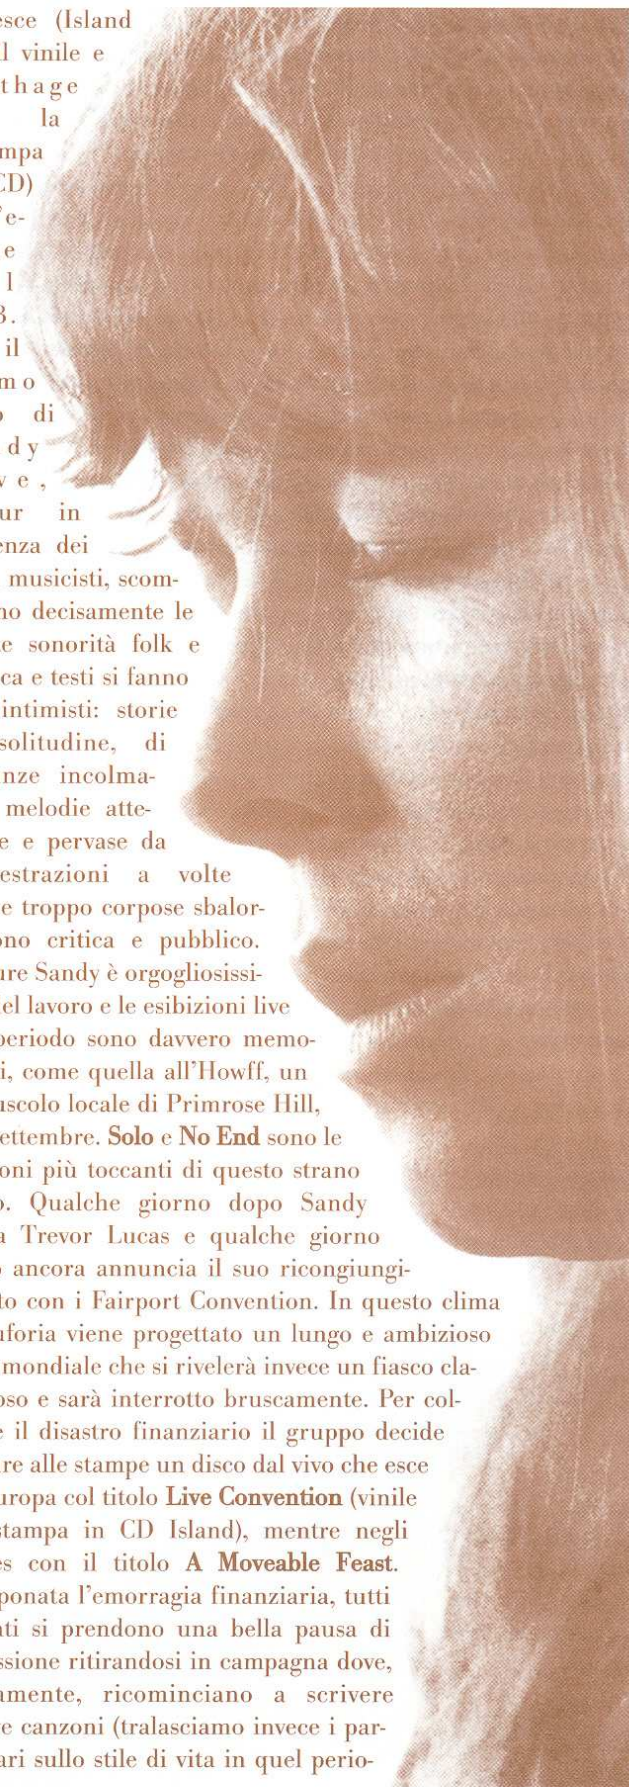 esce (Island
l vinile e
thage
la
mpa
CD)
'e-
e
l
3.
il
mo
o di
dy
ve,
ur in
enza dei
musicisti, scom-
no decisamente le
e sonorità folk e
ca e testi si fanno
intimisti: storie
solitudine, di
nze incolma-
melodie atte-
e e pervase da
estrazioni a volte
e troppo corpose sbalor-
ono critica e pubblico.
ure Sandy è orgogliosissi-
el lavoro e le esibizioni live
periodo sono davvero memo-
i, come quella all'Howff, un
uscolo locale di Primrose Hill,
settembre. Solo e No End sono le
oni più toccanti di questo strano
o. Qualche giorno dopo Sandy
a Trevor Lucas e qualche giorno
o ancora annuncia il suo ricongiungi-
to con i Fairport Convention. In questo clima
uforia viene progettato un lungo e ambizioso
mondiale che si rivelerà invece un fiasco cla-
oso e sarà interrotto bruscamente. Per col-
e il disastro finanziario il gruppo decide
are alle stampe un disco dal vivo che esce
uropa col titolo Live Convention (vinile
stampa in CD Island), mentre negli
es con il titolo A Moveable Feast.
ponata l'emorragia finanziaria, tutti
ati si prendono una bella pausa di
ssione ritirandosi in campagna dove,
amente, ricominciano a scrivere
e canzoni (tralasciamo invece i par-
ari sullo stile di vita in quel perio-